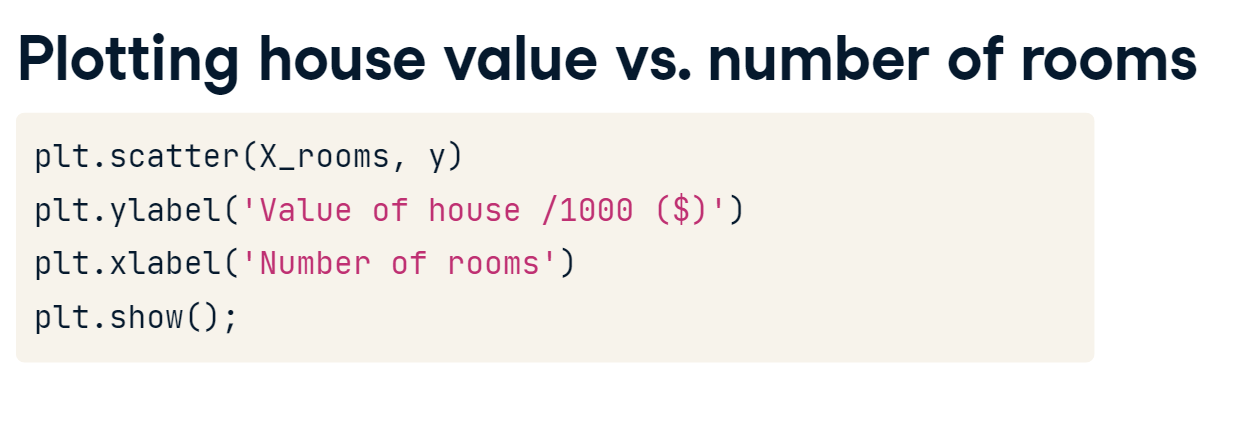 Plotting house value vs. number of rooms
plt.scatter(X_rooms, y)
plt.ylabel('Value of house /1000 ($)')
plt.xlabel('Number of rooms')
plt.show();